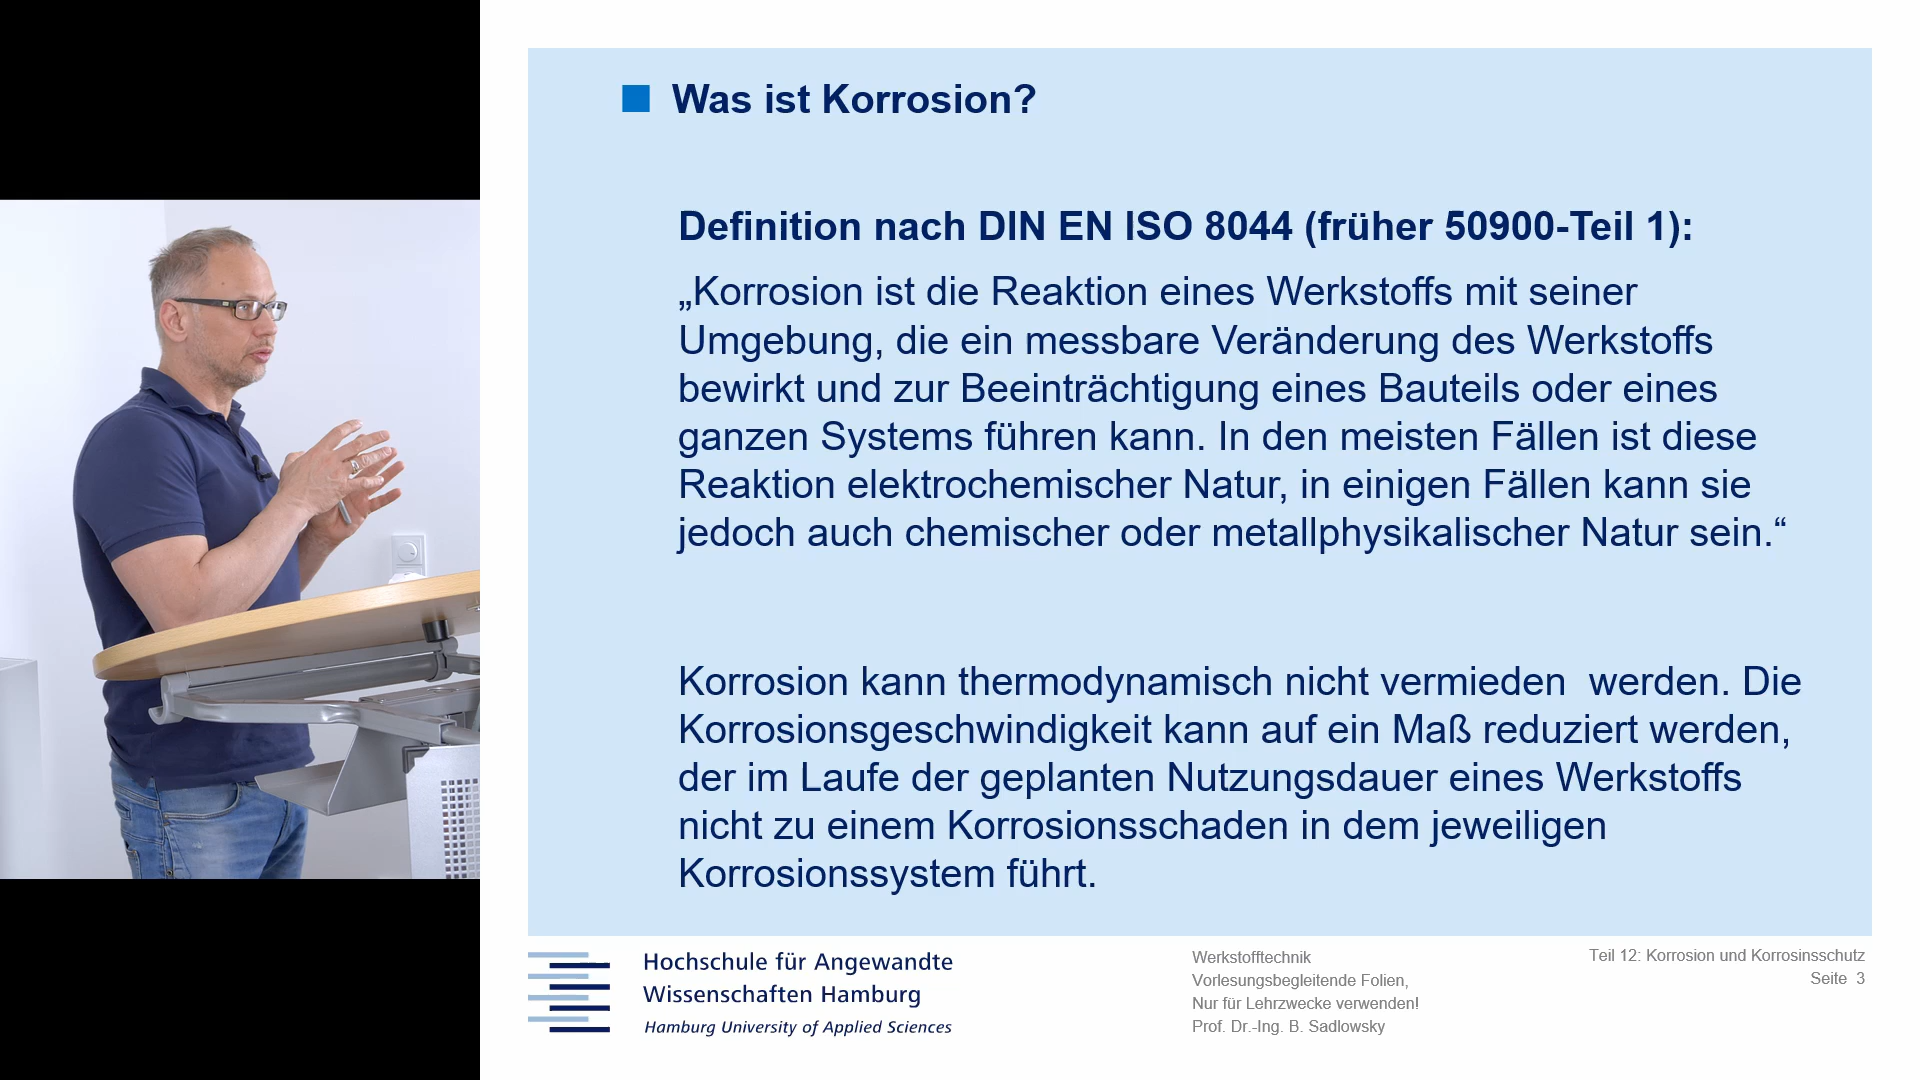 Was ist Korrosion?
Definition nach DIN EN ISO 8044 (früher 50900-Teil 1):
„Korrosion ist die Reaktion eines Werkstoffs mit seiner
Umgebung, die ein messbare Veränderung des Werkstoffs
bewirkt und zur Beeinträchtigung eines Bauteils oder eines
ganzen Systems führen kann. In den meisten Fällen ist diese
Reaktion elektrochemischer Natur, in einigen Fällen kann sie
jedoch auch chemischer oder metallphysikalischer Natur sein.“
Korrosion kann thermodynamisch nicht vermieden  werden. Die
Korrosionsgeschwindigkeit kann auf ein Maß reduziert werden,
der im Laufe der geplanten Nutzungsdauer eines Werkstoffs
nicht zu einem Korrosionsschaden in dem jeweiligen
Korrosionssystem führt.
Hochschule für Angewandte
Wissenschaften Hamburg
Hamburg University of Applied Sciences
Werkstofftechnik
Vorlesungsbegleitende Folien,
Nur für Lehrzwecke verwenden!
Prof. Dr.-Ing. B. Sadlowsky
Teil 12: Korrosion und Korrosinsschutz
Seite  3